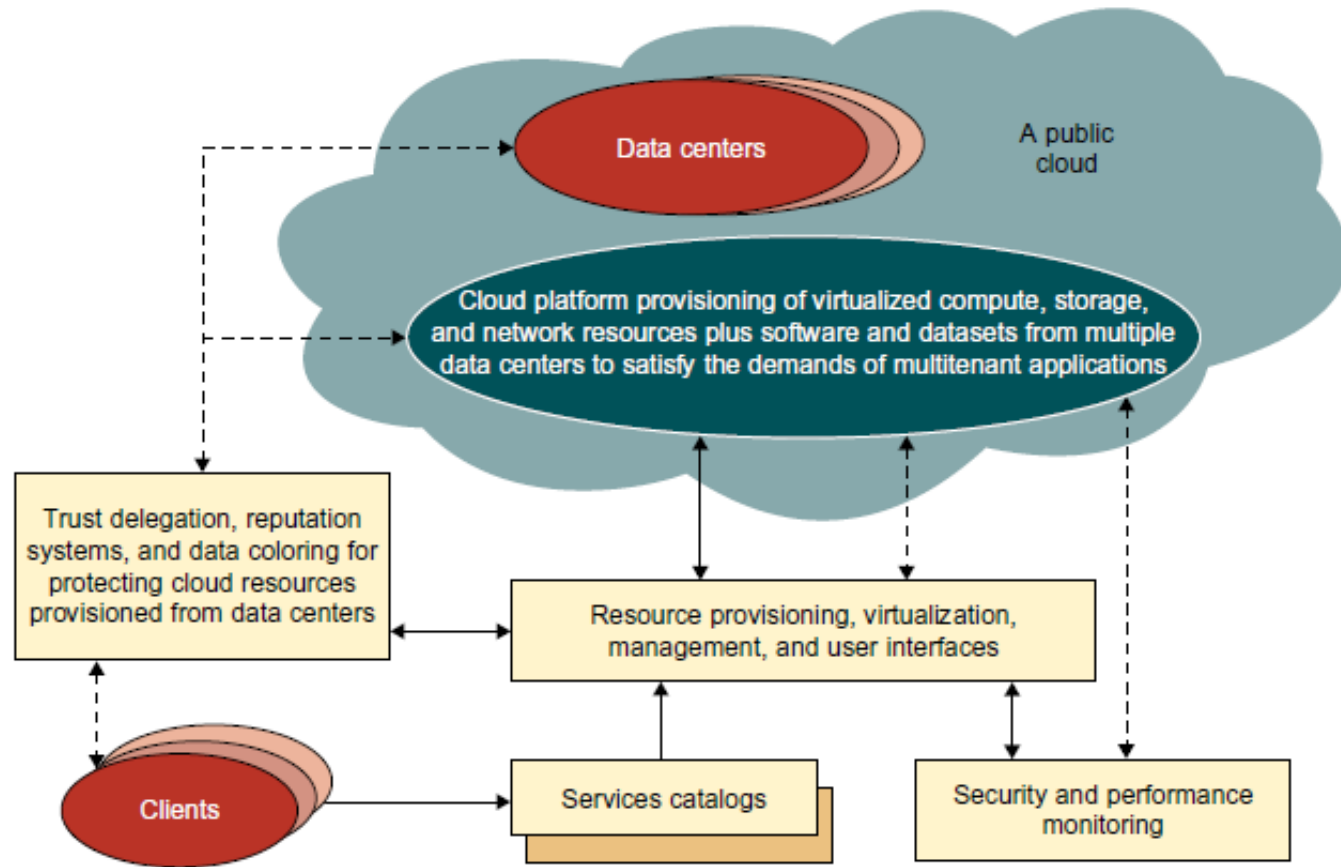 Data centers
A public
cloud
Cloud platform provisioning of virtualized compute, storage,
and network resources plus software and datasets from multiple
data centers to satisfy the demands of multitenant applications
Trust delegation, reputation
systems, and data coloring for
protecting cloud resources
provisioned from data centers
Resource provisioning, virtualization,
management, and user interfaces
Clients
Services catalogs
Security and performance
monitoring